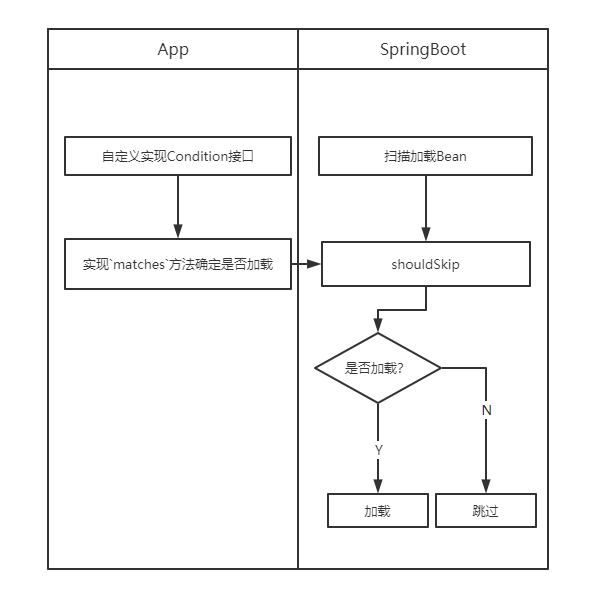 App
SpringBoot
自定义实现Condition接口
扫描加载Bean
实现`matches`方法确定是否加载
shouldSkip
是否加载?
N
Y
加载
跳过